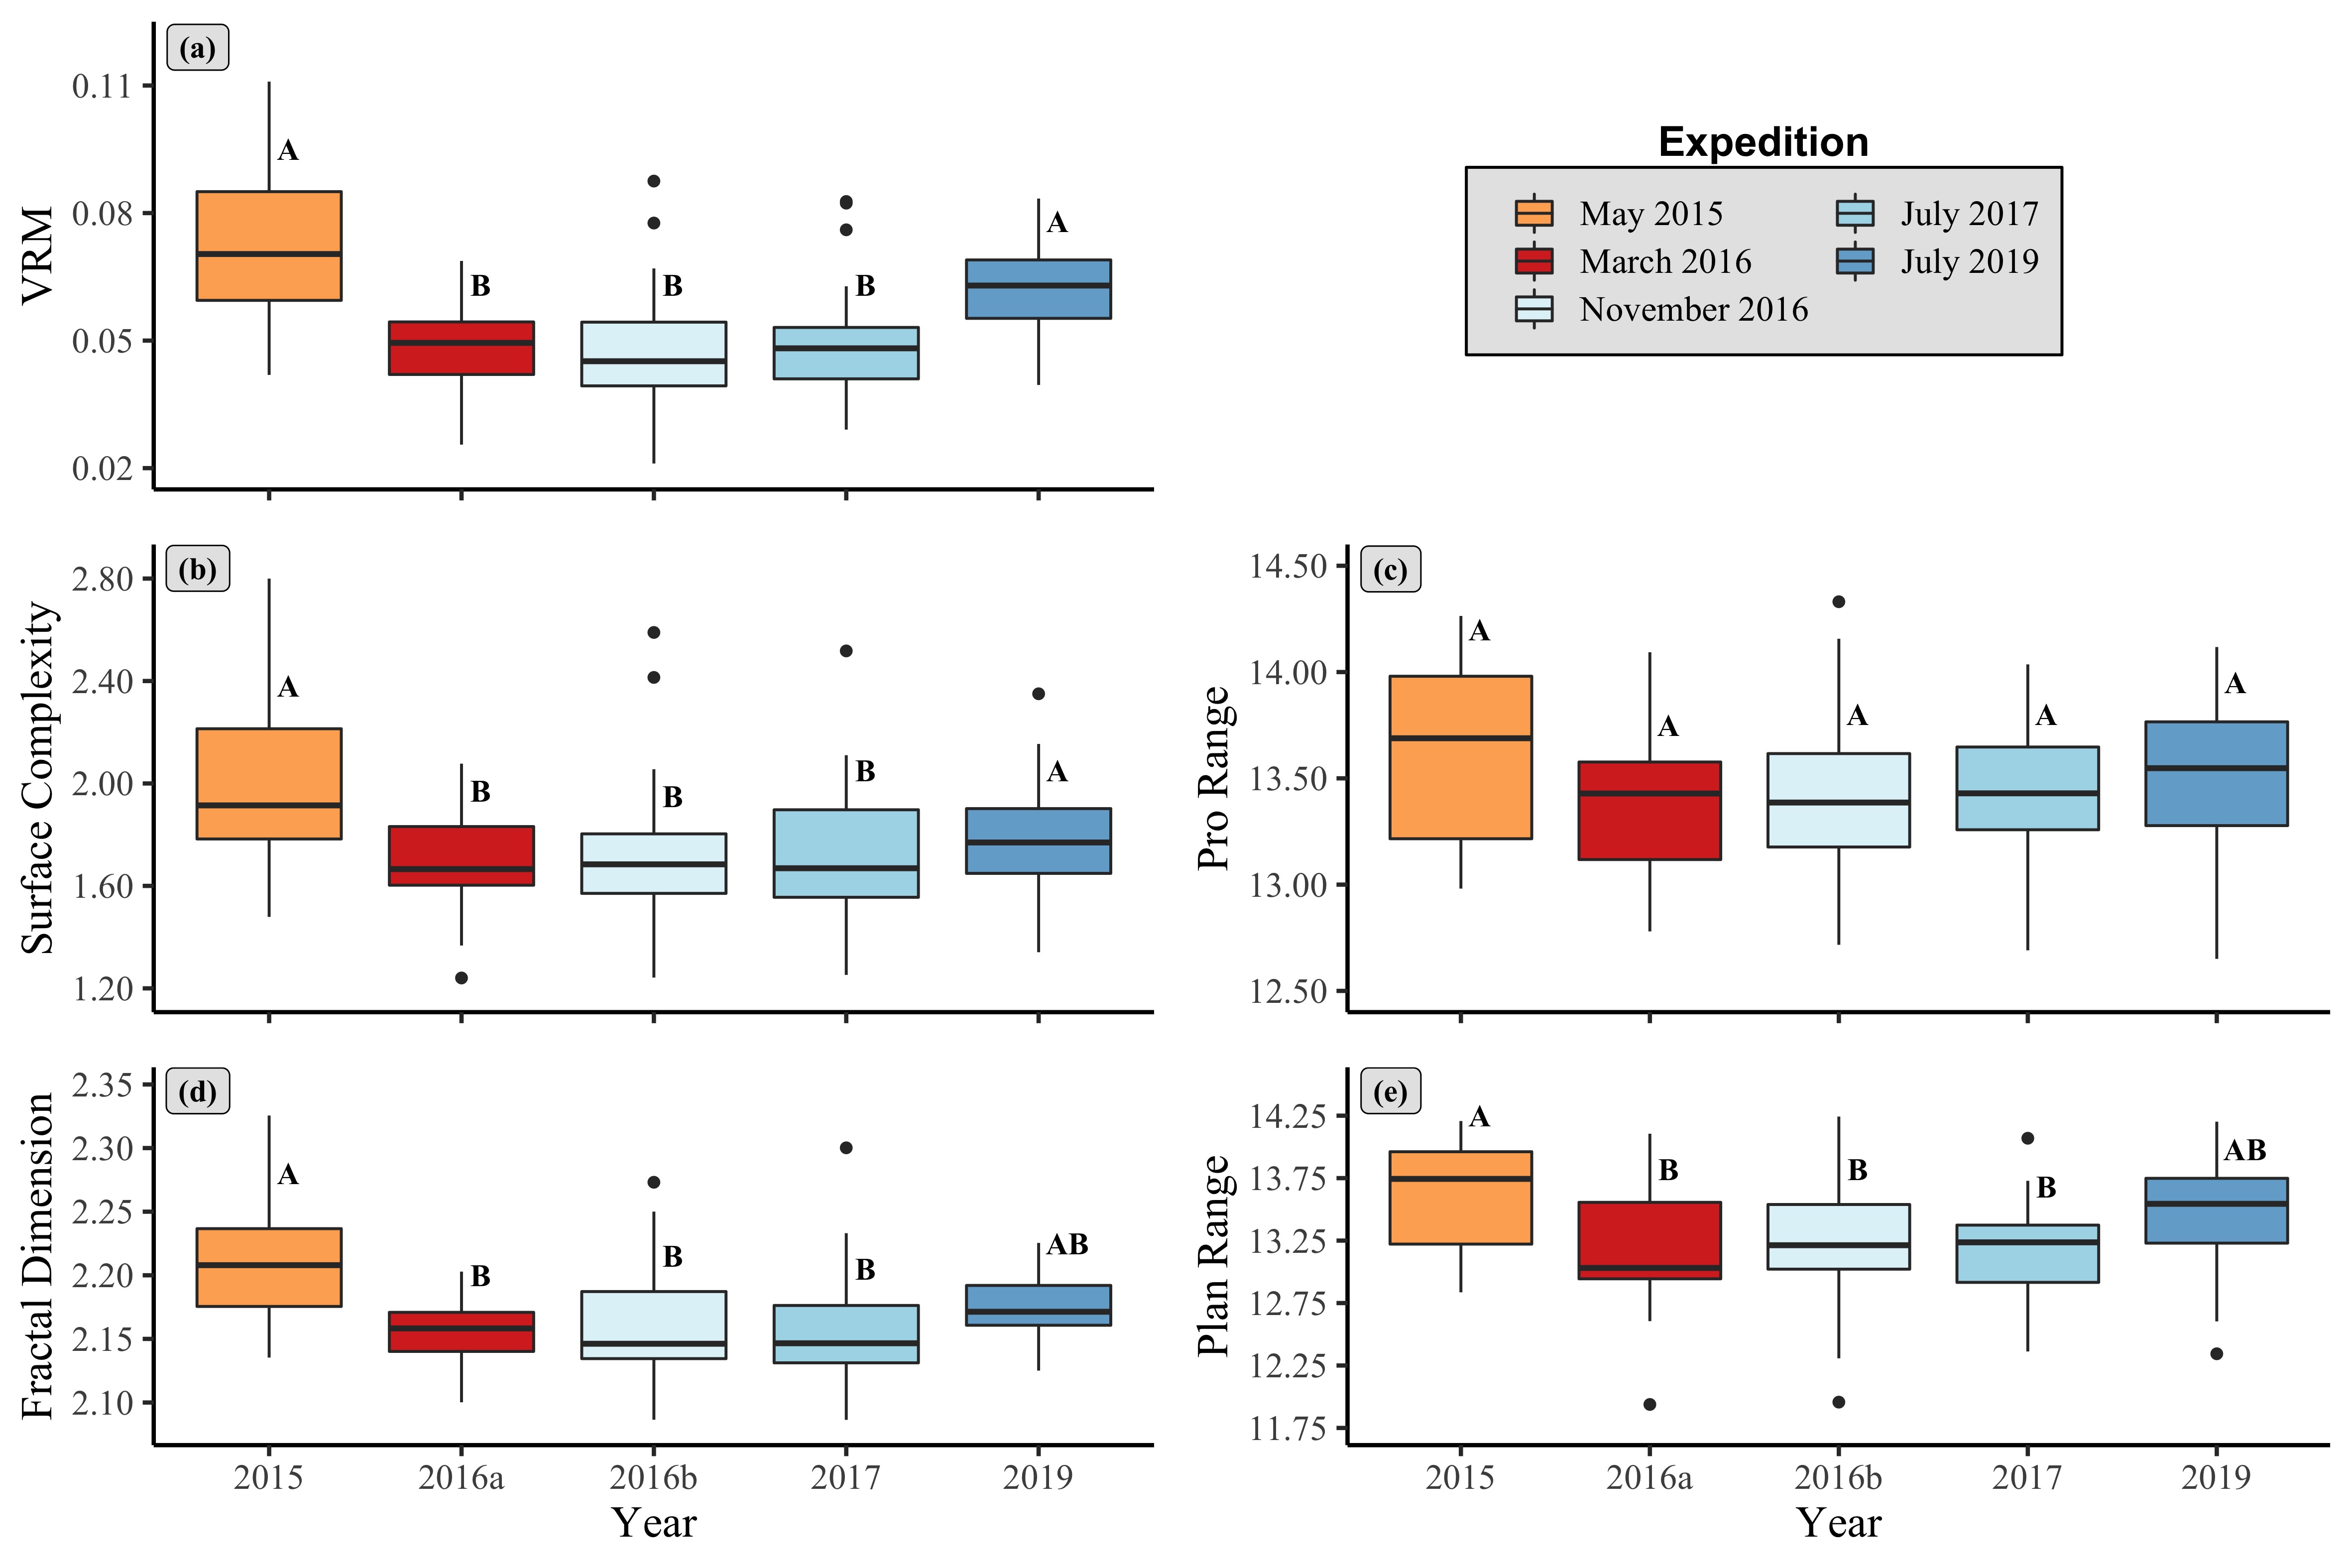 (a)
VRM
0.11
0.08
0.05
0.02
A
B
B
B
A
Expedition
May 2015
March 2016
November 2016
July 2017
July 2019
(b)
Surface Complexity
2.80
2.40
2.00
1.60
1.20
A
B
B
B
A
(c)
Pro Range
14.50
14.00
13.50
13.00
12.50
A
A
A
A
A
(d)
Fractal Dimension
2.35
2.30
2.25
2.20
2.15
2.10
A
B
B
B
AB
2015
2016a
2016b
2017
2019
Year
(e)
Plan Range
14.25
13.75
13.25
12.75
12.25
11.75
A
B
B
B
AB
2015
2016a
2016b
2017
2019
Year